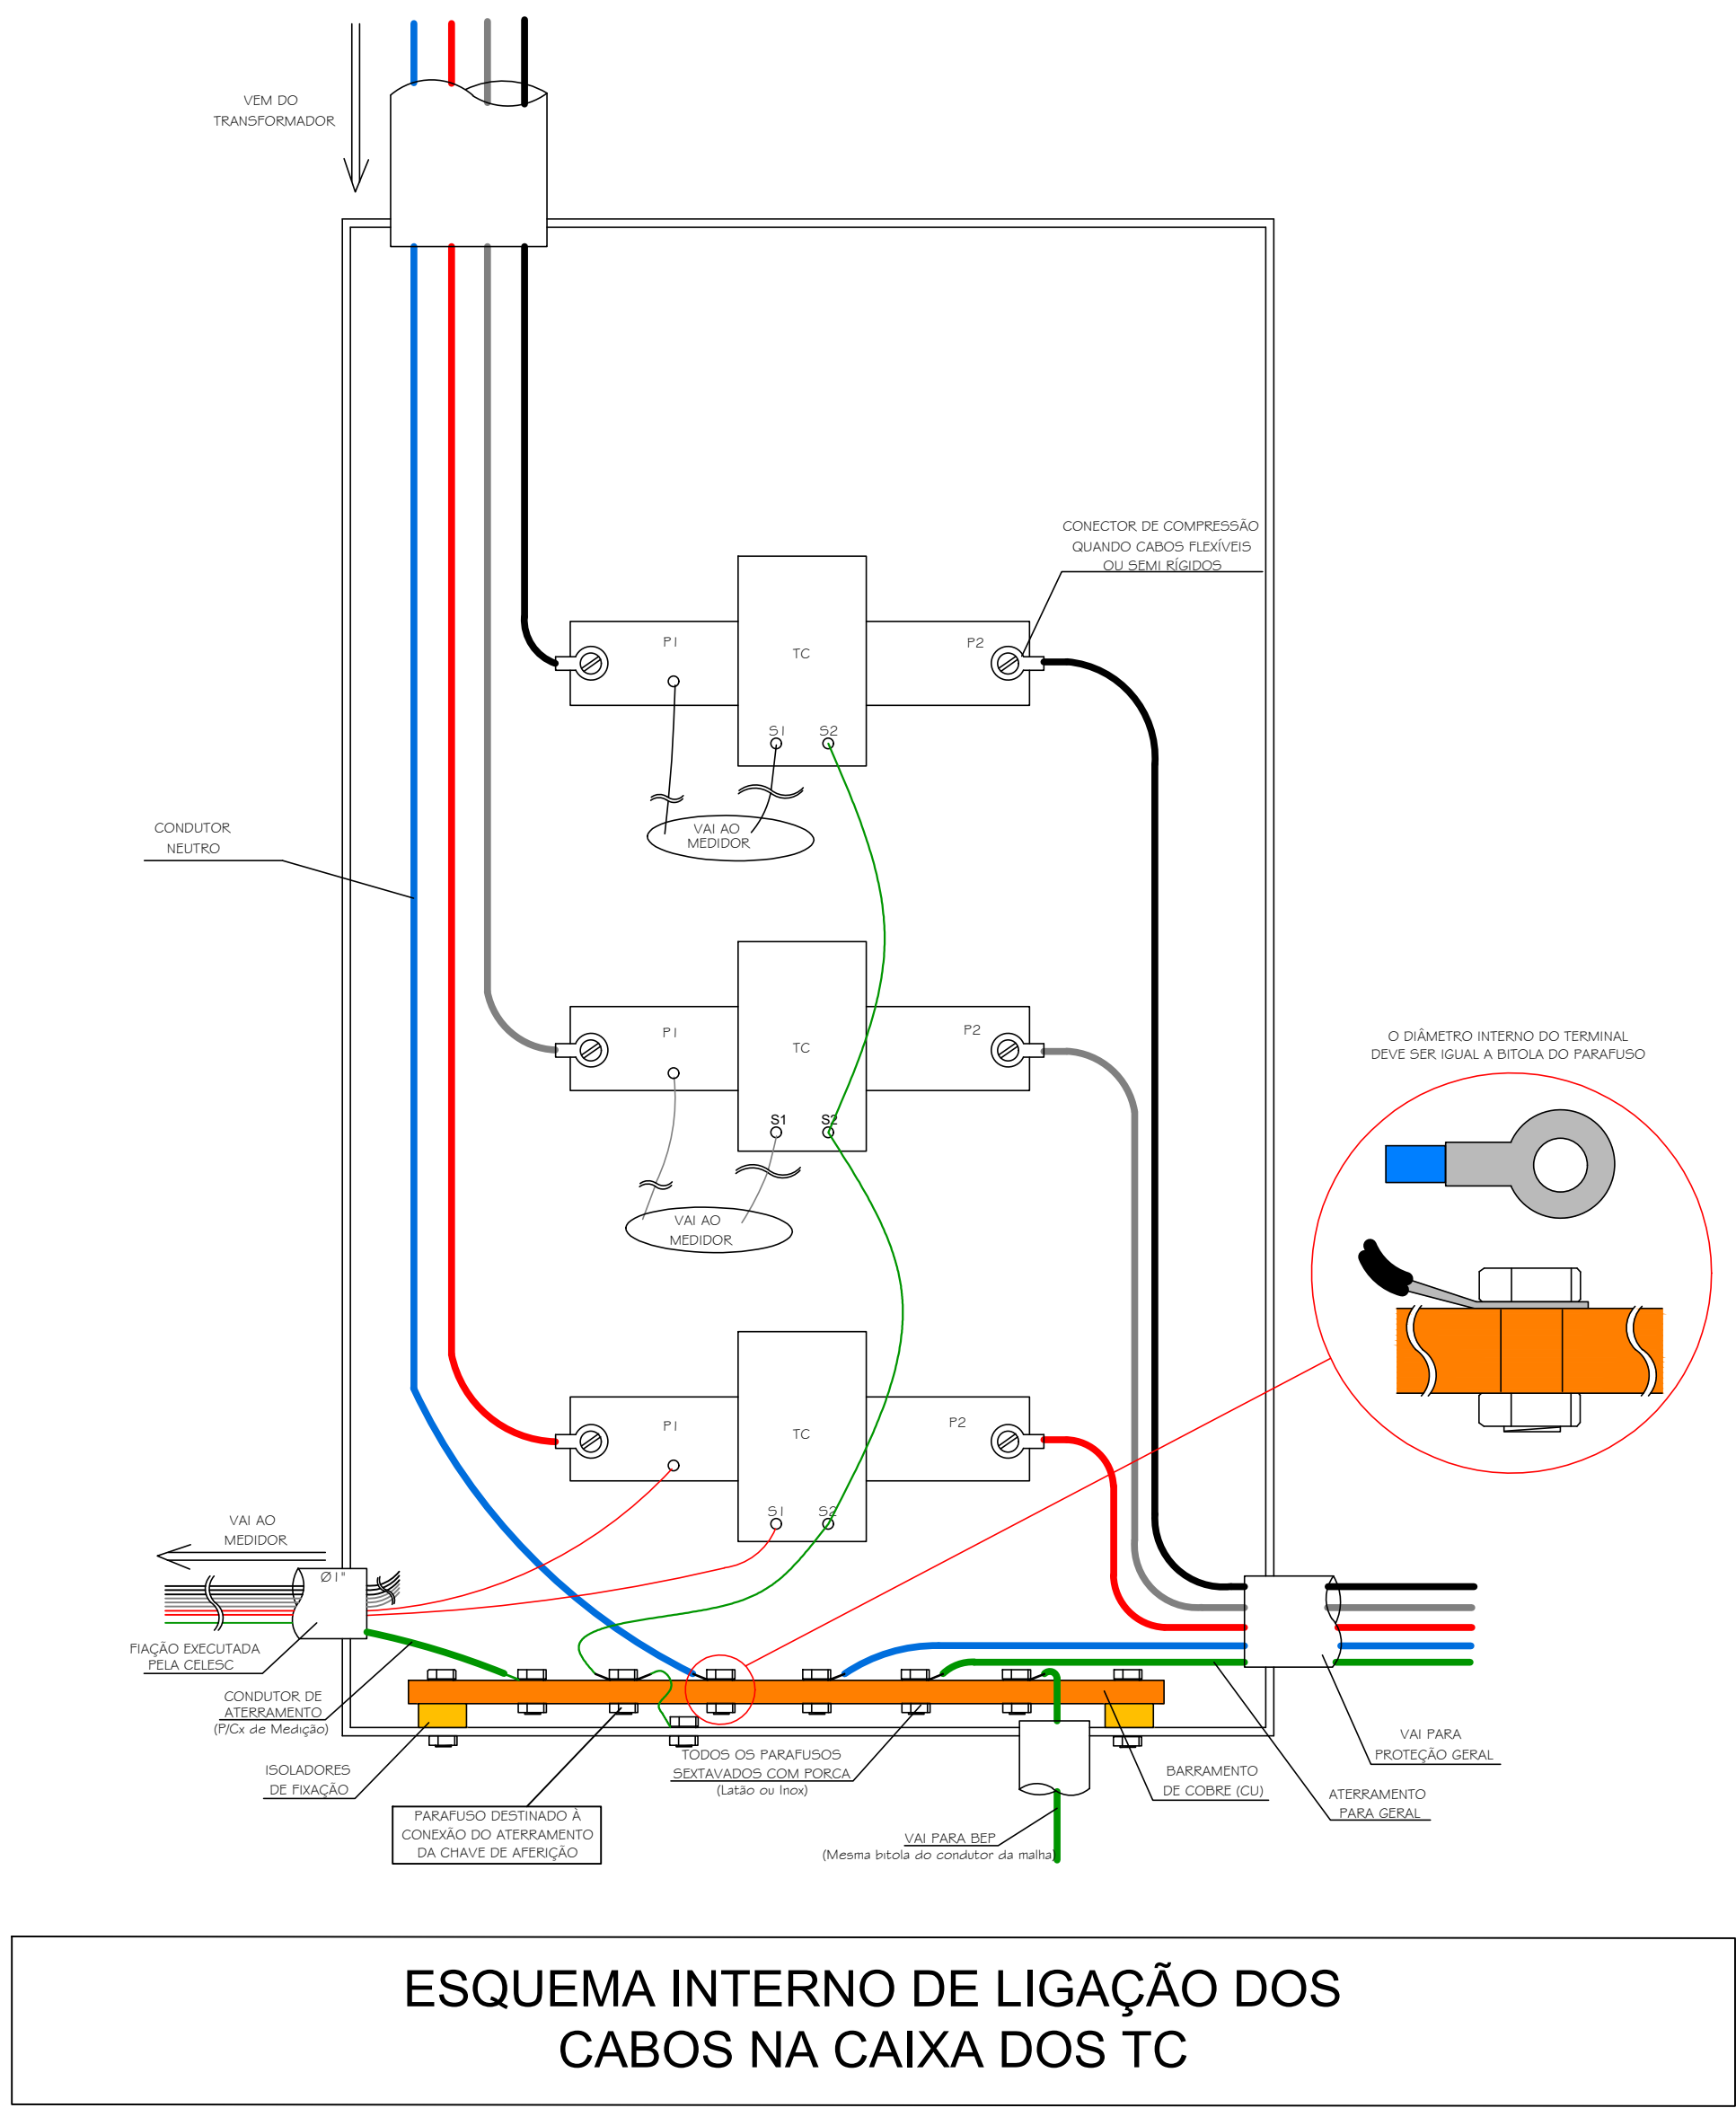 VEM DO
TRANSFORMADOR
CONECTOR DE COMPRESSÃO
QUANDO CABOS FLEXÍVEIS
OU SEMI RÍGIDOS
P1
TC
P2
S1
S2
VAI AO
MEDIDOR
CONDUTOR
NEUTRO
P1
TC
P2
S1
S2
VAI AO
MEDIDOR
O DIÂMETRO INTERNO DO TERMINAL
DEVE SER IGUAL A BITOLA DO PARAFUSO
P1
TC
P2
S1
S2
VAI AO
MEDIDOR
Ø1"
FIAÇÃO EXECUTADA
PELA CELESC
CONDUTOR DE
ATERRAMENTO
(P/Cx de Medição)
ISOLADORES
DE FIXAÇÃO
PARAFUSO DESTINADO À
CONEXÃO DO ATERRAMENTO
DA CHAVE DE AFERIÇÃO
TODOS OS PARAFUSOS
SEXTAVADOS COM PORCA
(Latão ou Inox)
VAI PARA BEP
(Mesma bitola do condutor da malha)
BARRAMENTO
DE COBRE (CU)
ATERRAMENTO
PARA GERAL
VAI PARA
PROTEÇÃO GERAL
ESQUEMA INTERNO DE LIGAÇÃO DOS
CABOS NA CAIXA DOS TC